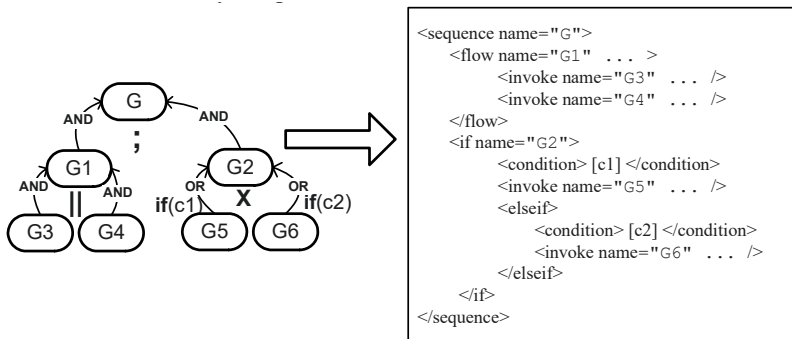 G
AND
AND
;
G1
G2
AND
AND
OR
OR
||
X
if(c1)
if(c2)
G3
G4
G5
G6
<sequence name="G">
<flow name="G1" ... >
<invoke name="G3" ... />
<invoke name="G4" ... />
</flow>
<if name="G2">
<condition> [c1] </condition>
<invoke name="G5" ... />
<elseif>
<condition> [c2] </condition>
<invoke name="G6" ... />
</elseif>
</if>
</sequence>